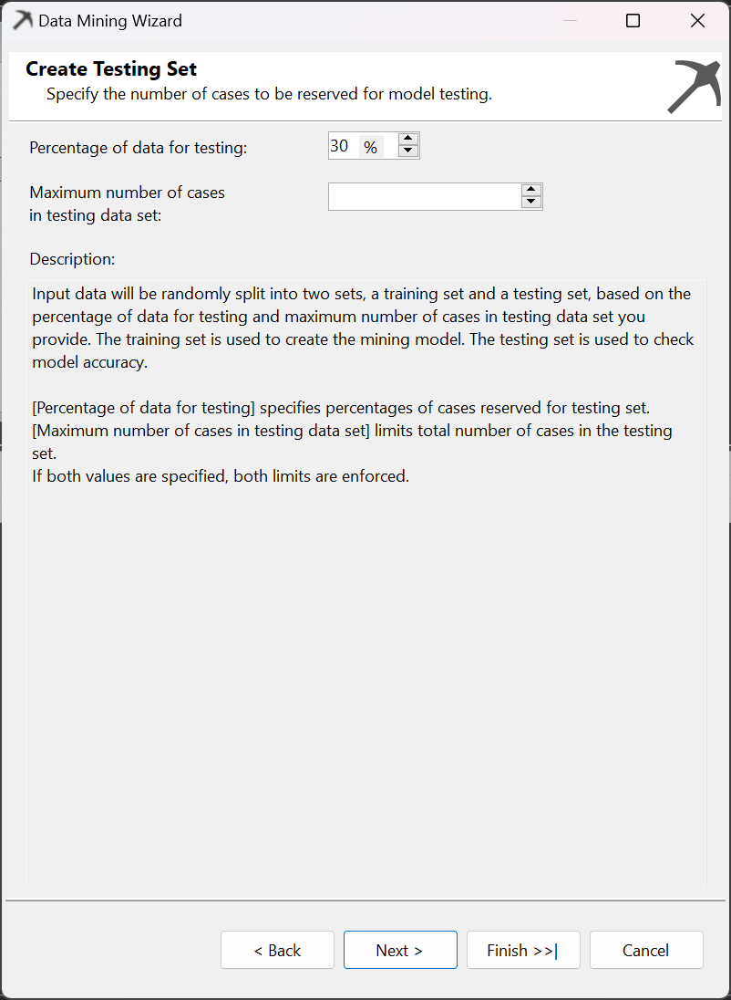 Data Mining Wizard
Create Testing Set
Specify the number of cases to be reserved for model testing.
Percentage of data for testing:
30 %
Maximum number of cases
in testing data set:
Description:
Input data will be randomly split into two sets, a training set and a testing set, based on the
percentage of data for testing and maximum number of cases in testing data set you
provide. The training set is used to create the mining model. The testing set is used to check
model accuracy.
[Percentage of data for testing] specifies percentages of cases reserved for testing set.
[Maximum number of cases in testing data set] limits total number of cases in the testing
set.
If both values are specified, both limits are enforced.
< Back
Next >
Finish >>|
Cancel